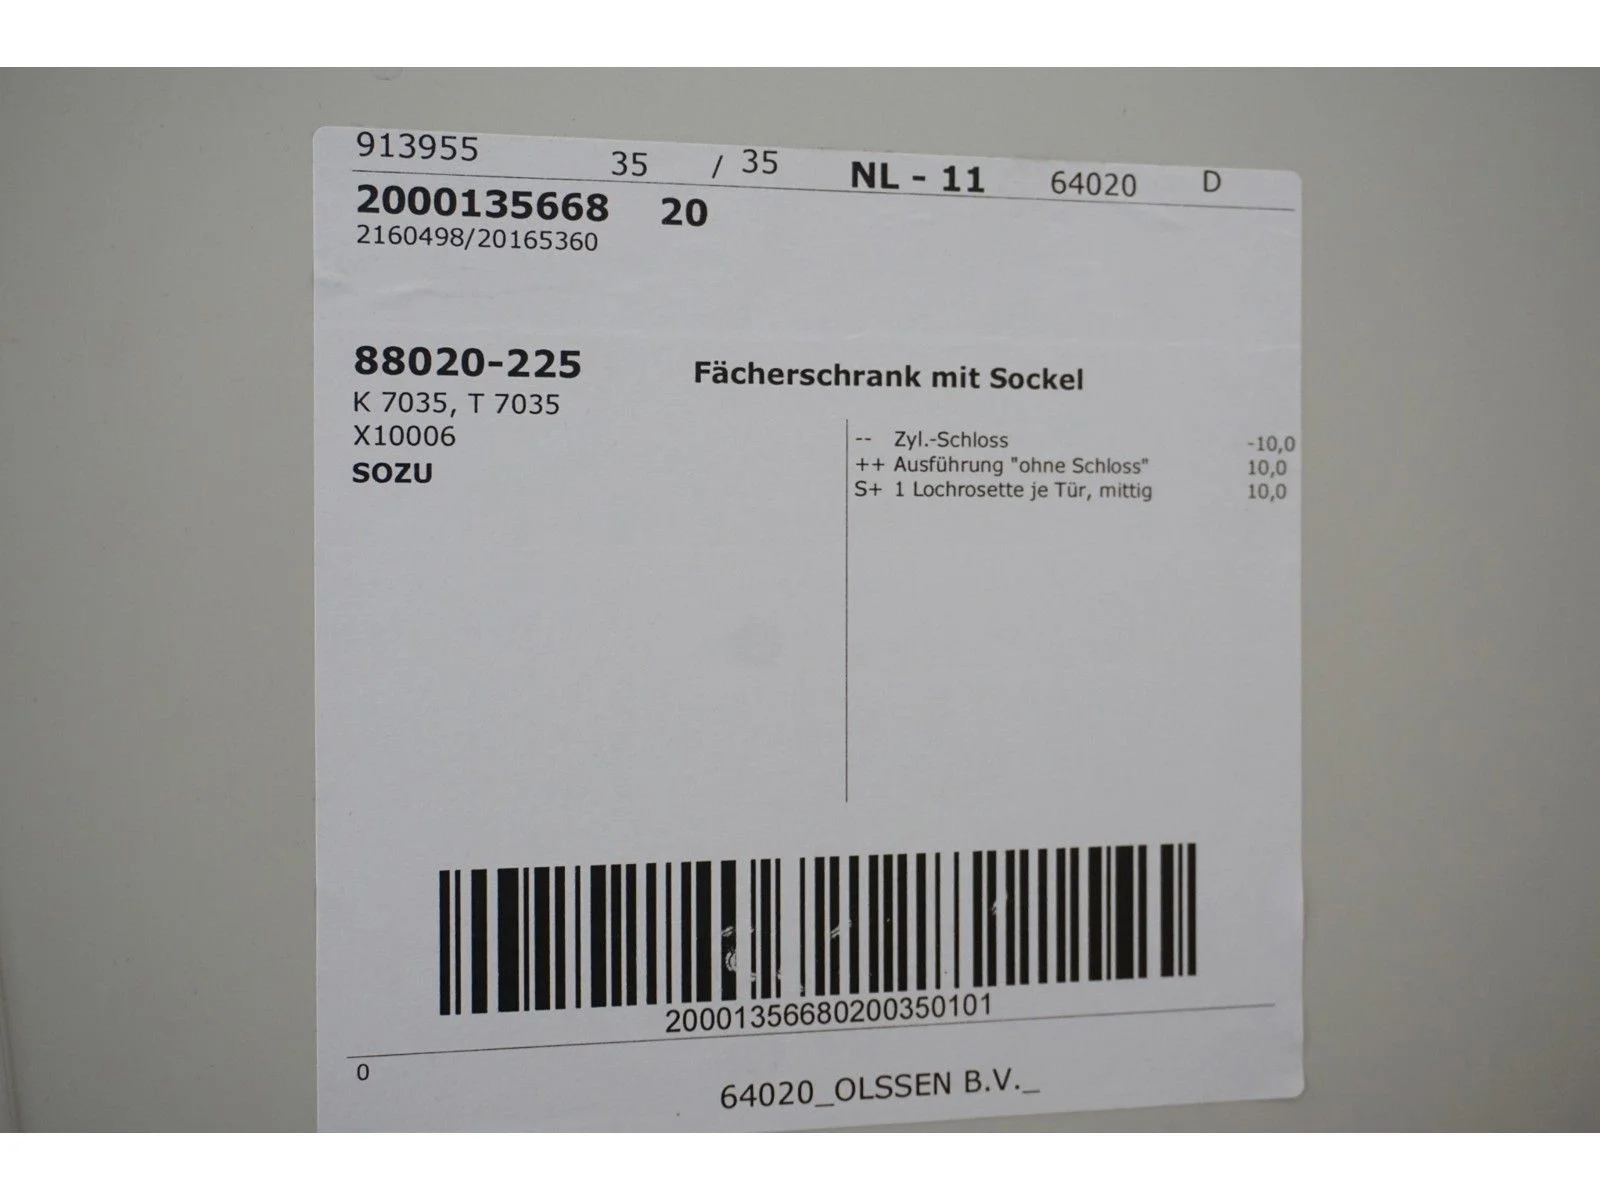 913955 35 / 35 NL - 11 64020 D
2000135668 20
2160498/20165360
88020-225 Fächerschrank mit Sockel
K 7035, T 7035
X10006
SOZU
-- Zyl.-Schloss -10,0
++ Ausführung "ohne Schloss" 10,0
S+ 1 Lochrosette je Tür, mittig 10,0
20001356680200350101
0
64020_OLSSEN B.V._